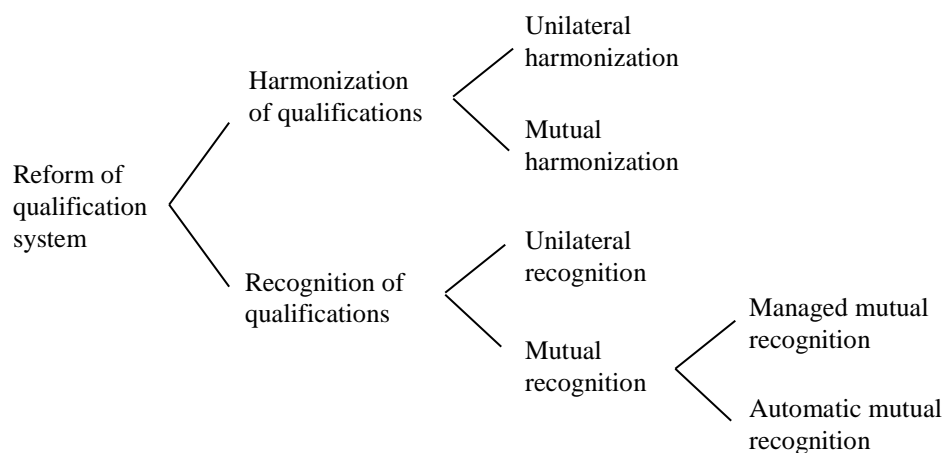 Unilateral
harmonization
Harmonization
of qualifications
Mutual
harmonization
Reform of
qualification
system
Unilateral
recognition
Recognition of
qualifications
Managed mutual
recognition
Mutual
recognition
Automatic mutual
recognition